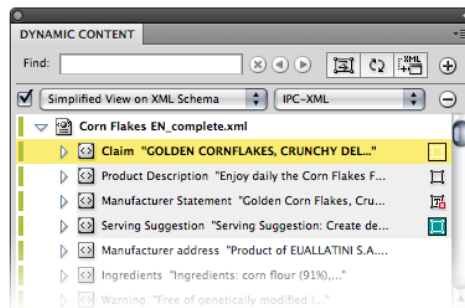 DYNAMIC CONTENT
Find:
XML
Simplified View on XML Schema IPC-XML
Corn Flakes EN_complete.xml
Claim "GOLDEN CORNFLAKES, CRUNCHY DEL..."
Product Description "Enjoy daily the Corn Flakes F...
Manufacturer Statement "Golden Corn Flakes, Cru...
Serving Suggestion "Serving Suggestion: Create de...
Manufacturer address "Product of EUALLATINI S.A....
Ingredients "Ingredients: corn flour (91%),..."
Warning "Free of genetically modified i..."